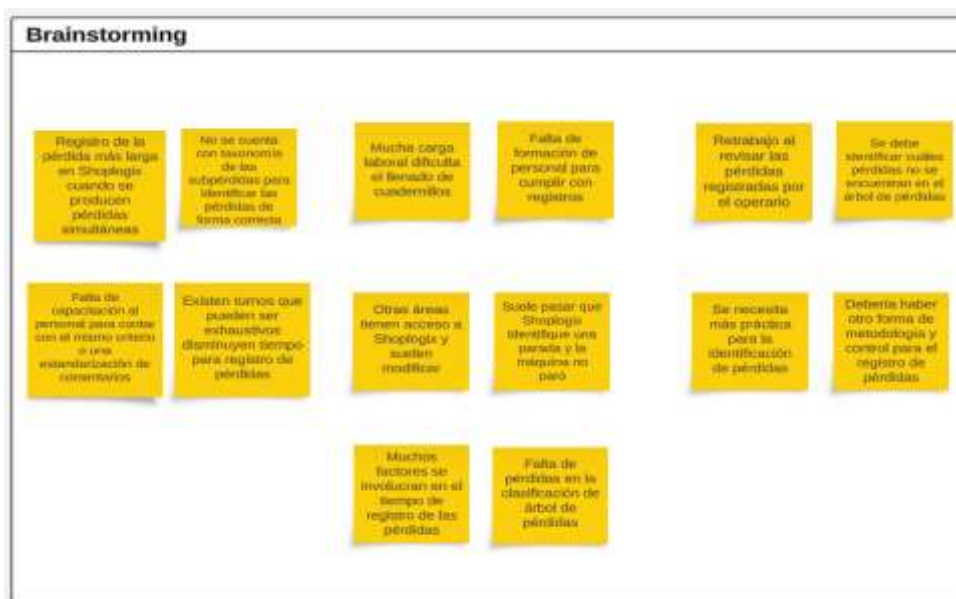 Brainstorming
Registro de la
pérdida más larga
en Shoplogix
cuando se
producen
pérdidas
simultáneas
No se cuenta
con taxonomía
de las
subpérdidas para
identificar las
pérdidas de
forma correcta
Mucha carga
laboral dificulta
el llenado de
cuadernillos
Falta de
formación de
personal para
cumplir con
registros
Retrabajo al
revisar las
pérdidas
registradas por
el operario
Se debe
identificar cuáles
pérdidas no se
encuentran en el
árbol de pérdidas
Falta de
capacitación al
personal para contar
con el mismo criterio
o una
estandarización de
comentarios
Existen turnos que
pueden ser
exhaustivos
disminuyen tiempo
para registro de
pérdidas
Otras áreas
tienen acceso a
Shoplogix y
suelen
modificar
Suele pasar que
Shoplogix
identifique una
parada y la
máquina no
paró
Se necesita
más práctica
para la
identificación
de pérdidas
Debería haber
otro forma de
metodología y
control para el
registro de
pérdidas
Muchos
factores se
involucran en el
tiempo de
registro de las
pérdidas
Falta de
pérdidas en la
clasificación de
árbol de
pérdidas